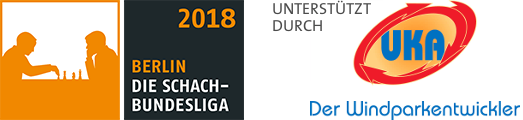 2018
BERLIN
DIE SCHACH-
BUNDESLIGA
UNTERSTÜTZT
DURCH
UKA
Der Windparkentwickler